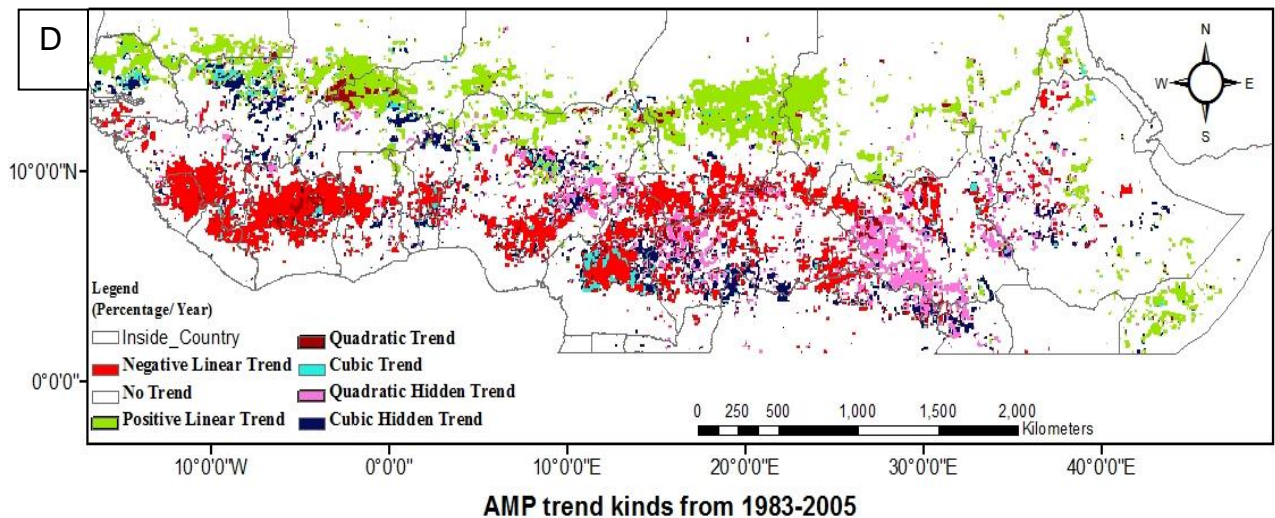 D
N
W E
S
10°0'0"N
0°0'0"
Legend
(Percentage/ Year)
Inside_Country
Negative Linear Trend
No Trend
Positive Linear Trend
Quadratic Trend
Cubic Trend
Quadratic Hidden Trend
Cubic Hidden Trend
0 250 500 1,000 1,500 2,000
Kilometers
10°0'0"W 0°0'0" 10°0'0"E 20°0'0"E 30°0'0"E 40°0'0"E
AMP trend kinds from 1983-2005